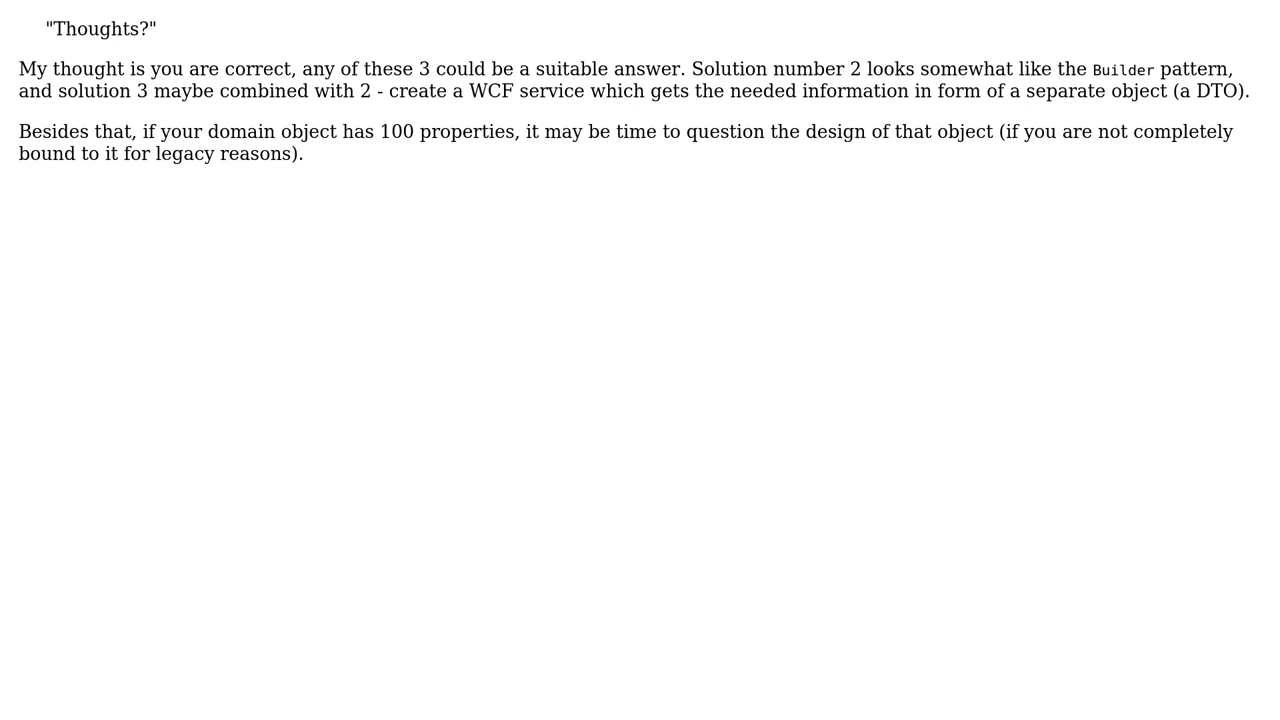 "Thoughts?"
My thought is you are correct, any of these 3 could be a suitable answer. Solution number 2 looks somewhat like the Builder pattern,
and solution 3 maybe combined with 2 - create a WCF service which gets the needed information in form of a separate object (a DTO).
Besides that, if your domain object has 100 properties, it may be time to question the design of that object (if you are not completely
bound to it for legacy reasons).